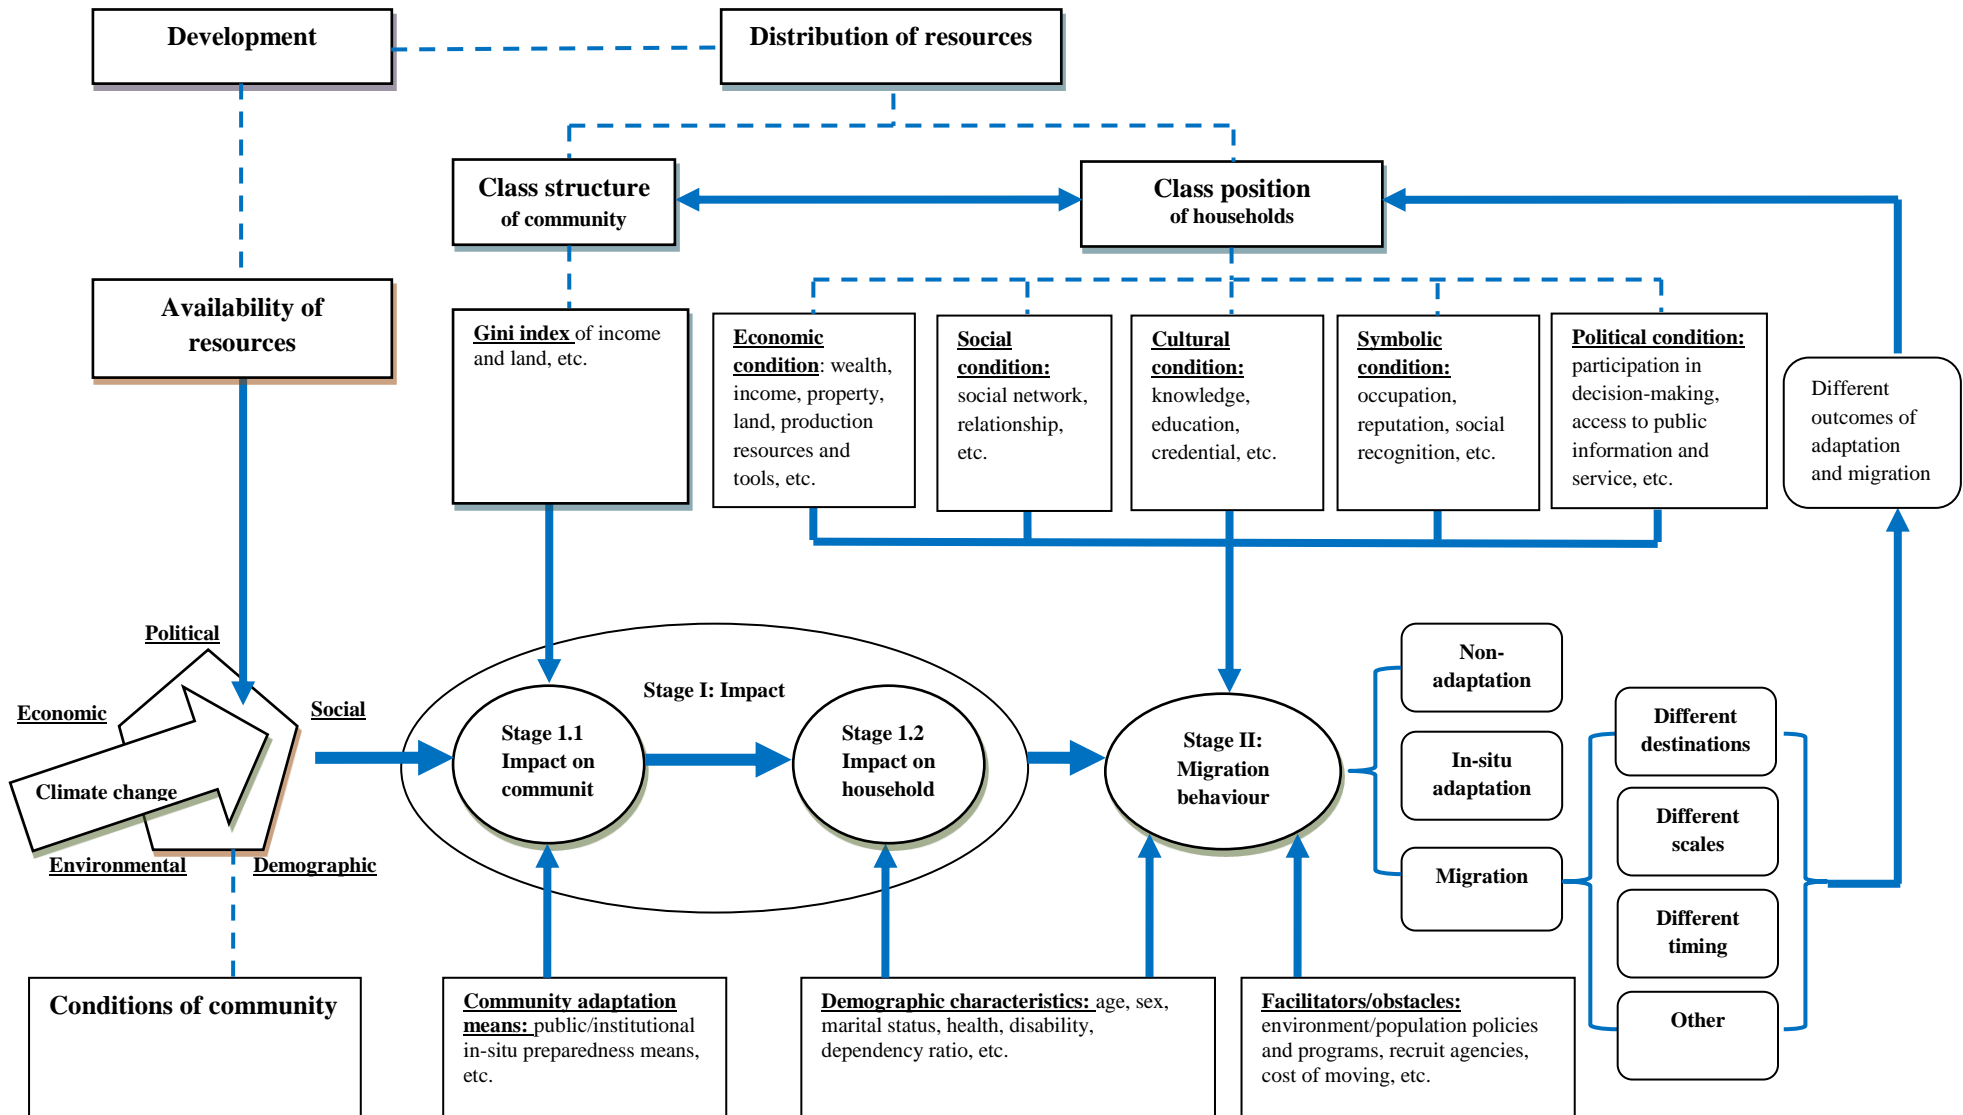 Development
Distribution of resources
Class structure
of community
Class position
of households
Availability of
resources
Gini index of income
and land, etc.
Economic
condition: wealth,
income, property,
land, production
resources and
tools, etc.
Social
condition:
social network,
relationship,
etc.
Cultural
condition:
knowledge,
education,
credential, etc.
Symbolic
condition:
occupation,
reputation, social
recognition, etc.
Political condition:
participation in
decision-making,
access to public
information and
service, etc.
Different
outcomes of
adaptation
and migration
Political
Economic
Social
Climate change
Environmental
Demographic
Stage I: Impact
Stage 1.1
Impact on
communit
Stage 1.2
Impact on
household
Stage II:
Migration
behaviour
Non-
adaptation
In-situ
adaptation
Migration
Different
destinations
Different
scales
Different
timing
Other
Conditions of community
Community adaptation
means: public/institutional
in-situ preparedness means,
etc.
Demographic characteristics: age, sex,
marital status, health, disability,
dependency ratio, etc.
Facilitators/obstacles:
environment/population policies
and programs, recruit agencies,
cost of moving, etc.